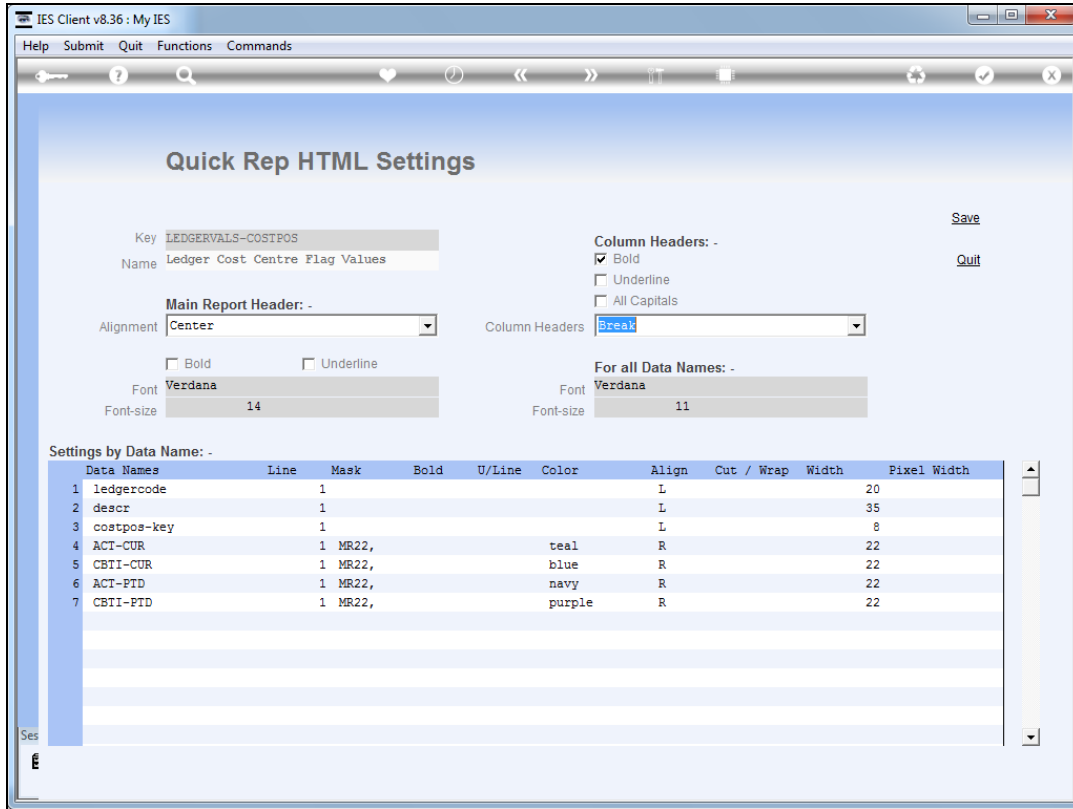 IES Client v8.36 : My IES
Help Submit Quit Functions Commands
Quick Rep HTML Settings
Save
Key LEDGERVALS-COSTPOS
Column Headers: -
Name Ledger Cost Centre Flag Values
Bold
Quit
Underline
Main Report Header: -
All Capitals
Alignment Center
Column Headers Break
Bold Underline
For all Data Names: -
Font Verdana
Font Verdana
Font-size 14
Font-size 11
Settings by Data Name: -
Data Names Line Mask Bold U/Line Color Align Cut / Wrap Width Pixel Width
1 ledgercode 1 L 20
2 descr 1 L 35
3 costpos-key 1 L 8
4 ACT-CUR 1 MR22, teal R 22
5 CBTI-CUR 1 MR22, blue R 22
6 ACT-PTD 1 MR22, navy R 22
7 CBTI-PTD 1 MR22, purple R 22
Ses